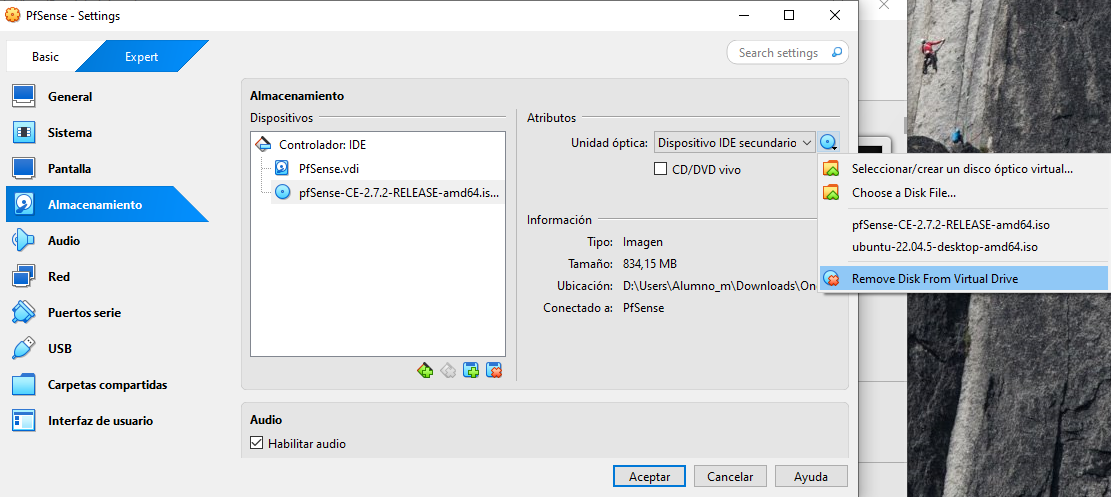 PfSense - Settings
Basic
Expert
Search settings
General
Sistema
Pantalla
Almacenamiento
Audio
Red
Puertos serie
USB
Carpetas compartidas
Interfaz de usuario
Almacenamiento
Dispositivos
Controlador: IDE
PfSense.vdi
pfSense-CE-2.7.2-RELEASE-amd64.is...
Atributos
Unidad óptica: Dispositivo IDE secundario
CD/DVD vivo
Información
Tipo: Imagen
Tamaño: 834,15 MB
Ubicación: D:\Users\Alumno_m\Downloads\On
Conectado a: PfSense
Seleccionar/crear un disco óptico virtual...
Choose a Disk File...
pfSense-CE-2.7.2-RELEASE-amd64.iso
ubuntu-22.04.5-desktop-amd64.iso
Remove Disk From Virtual Drive
Audio
Habilitar audio
Aceptar
Cancelar
Ayuda